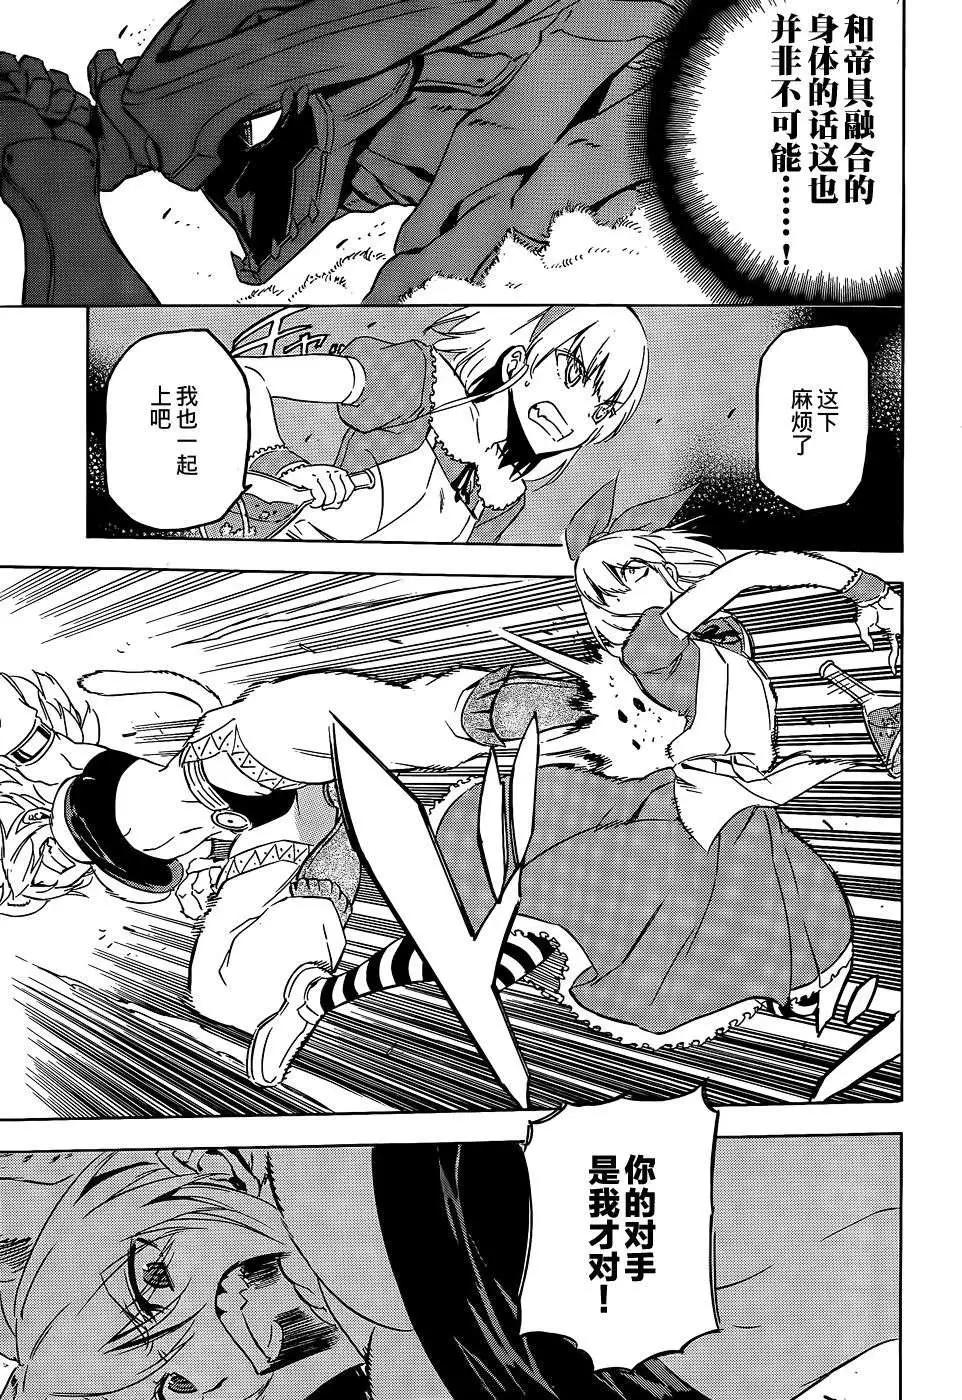 和帝具融合的
身体的话这也
并非不可能……！
这下
麻烦了
我也一起
上吧
你的对手
是我才对！